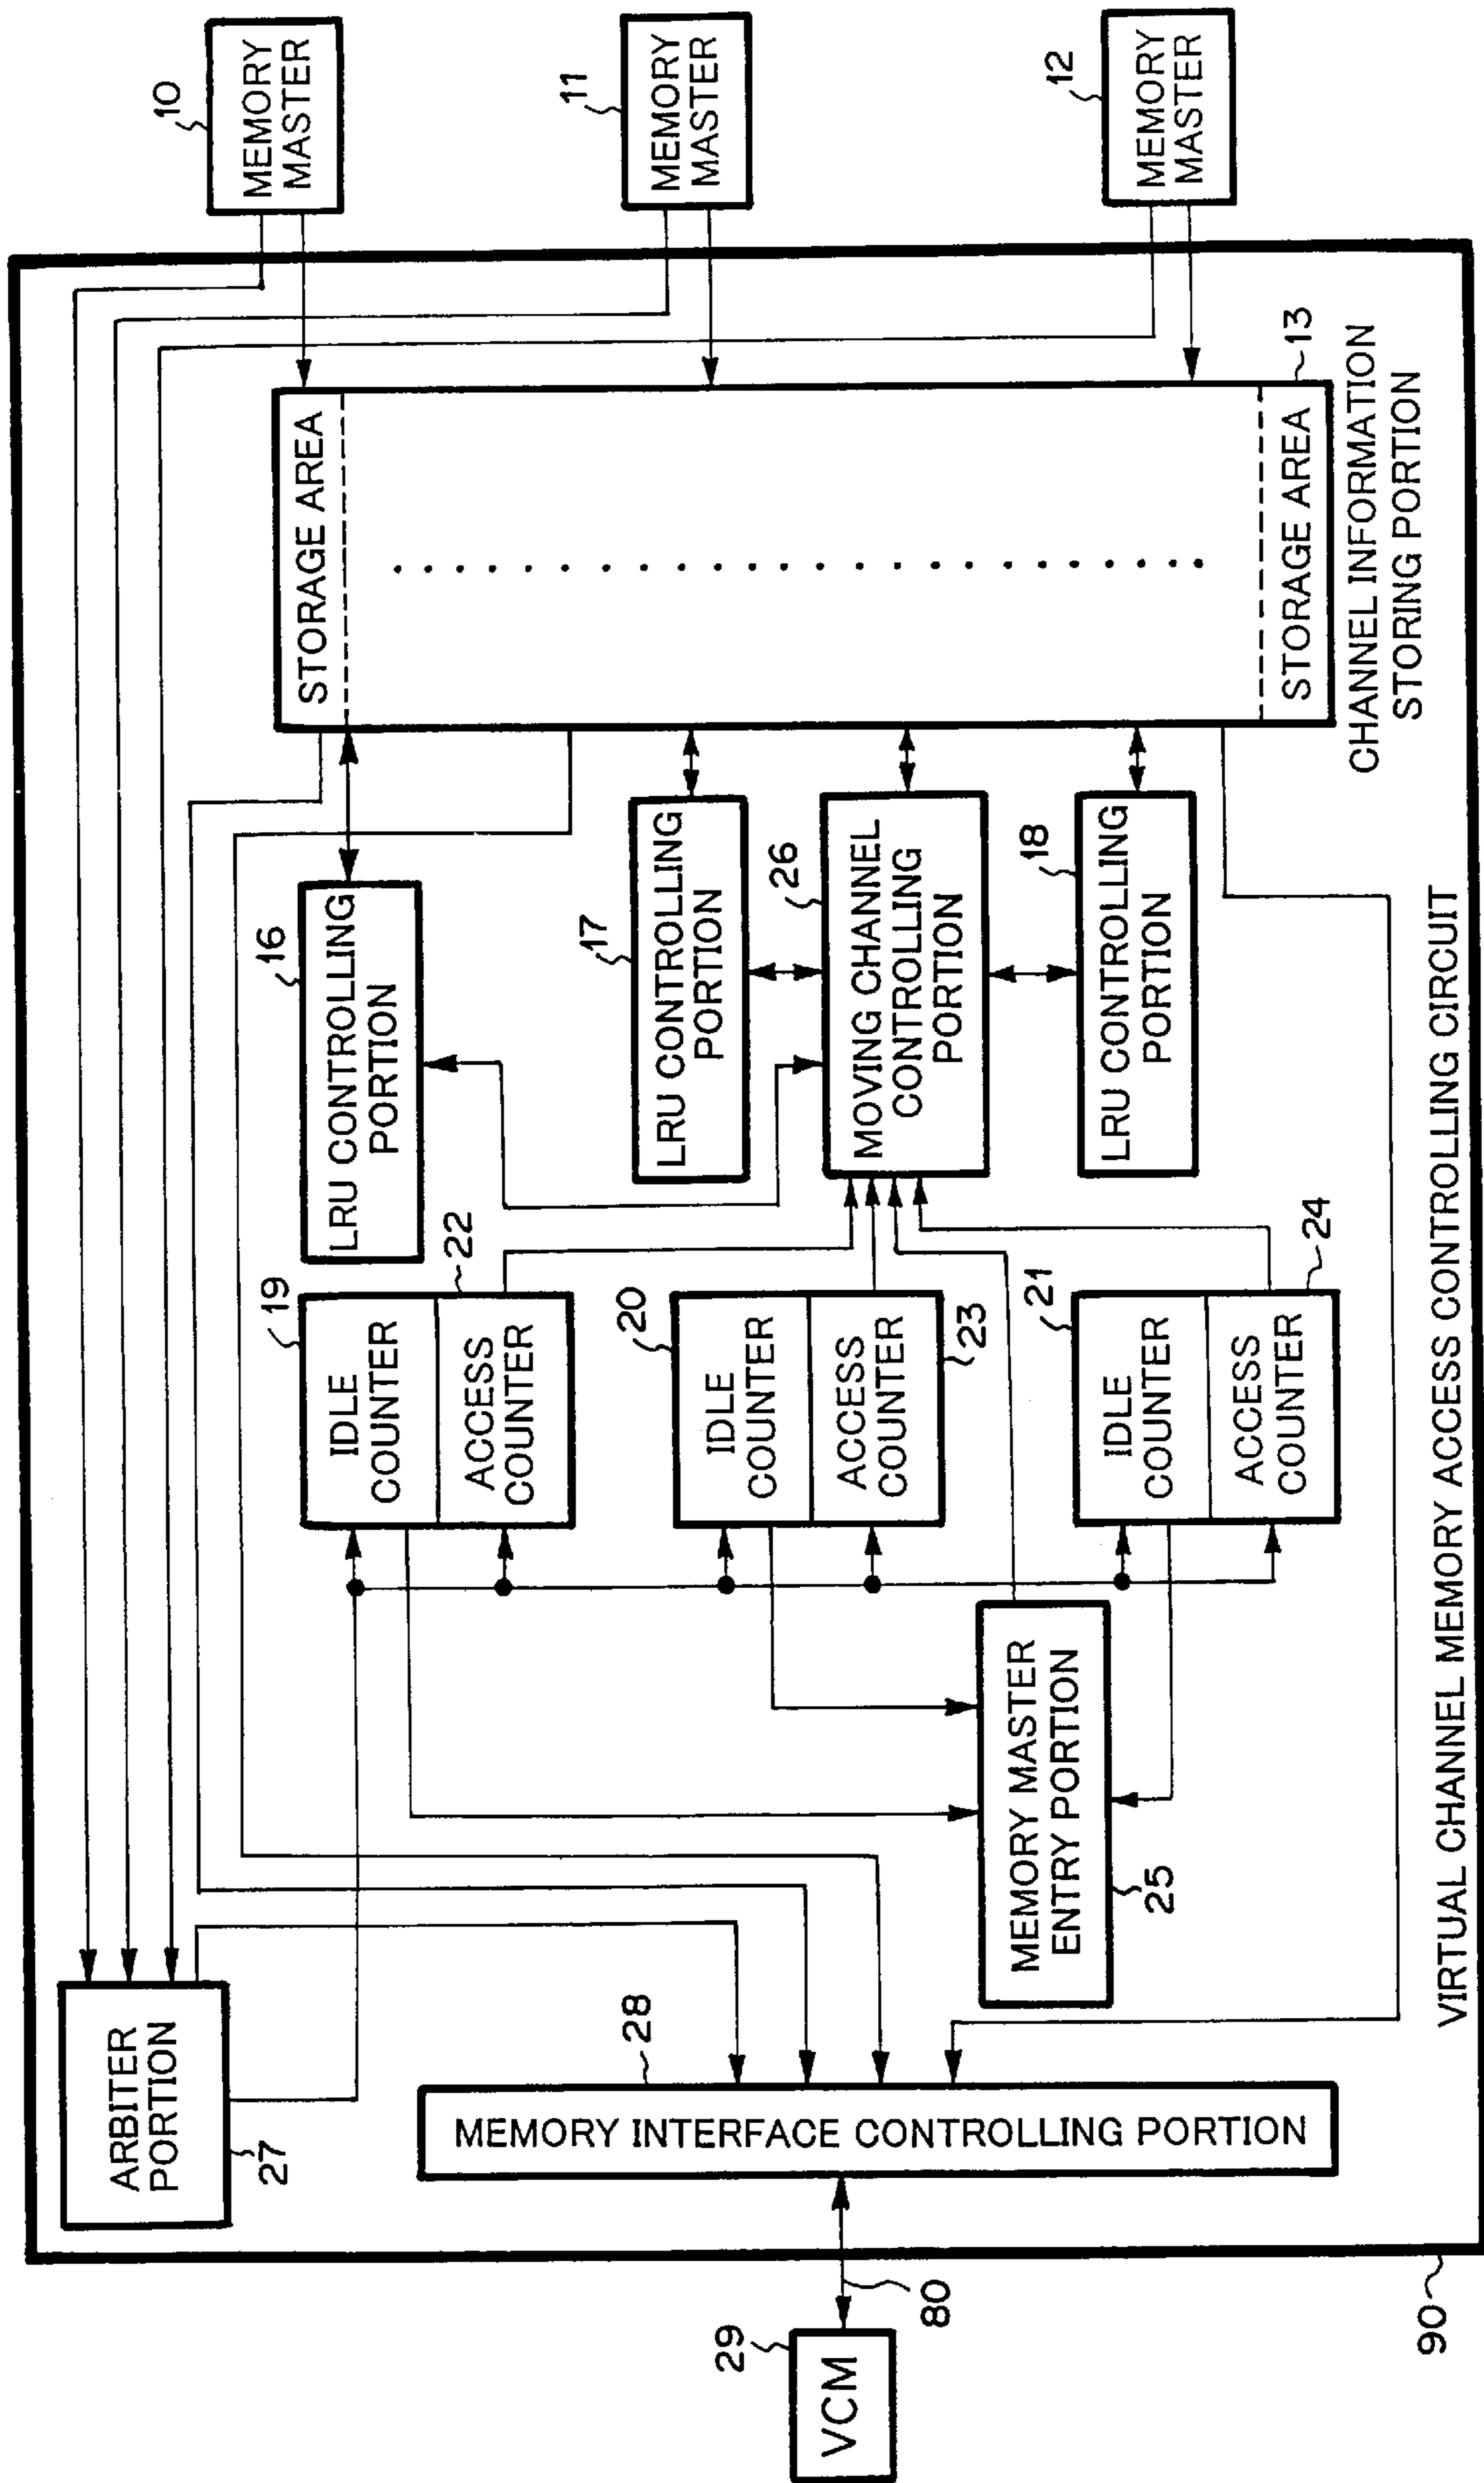 10
MEMORY
MASTER
11
MEMORY
MASTER
12
MEMORY
MASTER
STORAGE AREA
STORAGE AREA
13
CHANNEL INFORMATION
STORING PORTION
16
LRU CONTROLLING
PORTION
17
LRU CONTROLLING
PORTION
26
MOVING CHANNEL
CONTROLLING
PORTION
18
LRU CONTROLLING
PORTION
19
IDLE
COUNTER
22
ACCESS
COUNTER
20
IDLE
COUNTER
ACCESS
COUNTER
23
21
IDLE
COUNTER
ACCESS
COUNTER
24
MEMORY MASTER
ENTRY PORTION
25
ARBITER
PORTION
27
28
MEMORY INTERFACE CONTROLLING PORTION
29
VCM
80
VIRTUAL CHANNEL MEMORY ACCESS CONTROLLING CIRCUIT
90